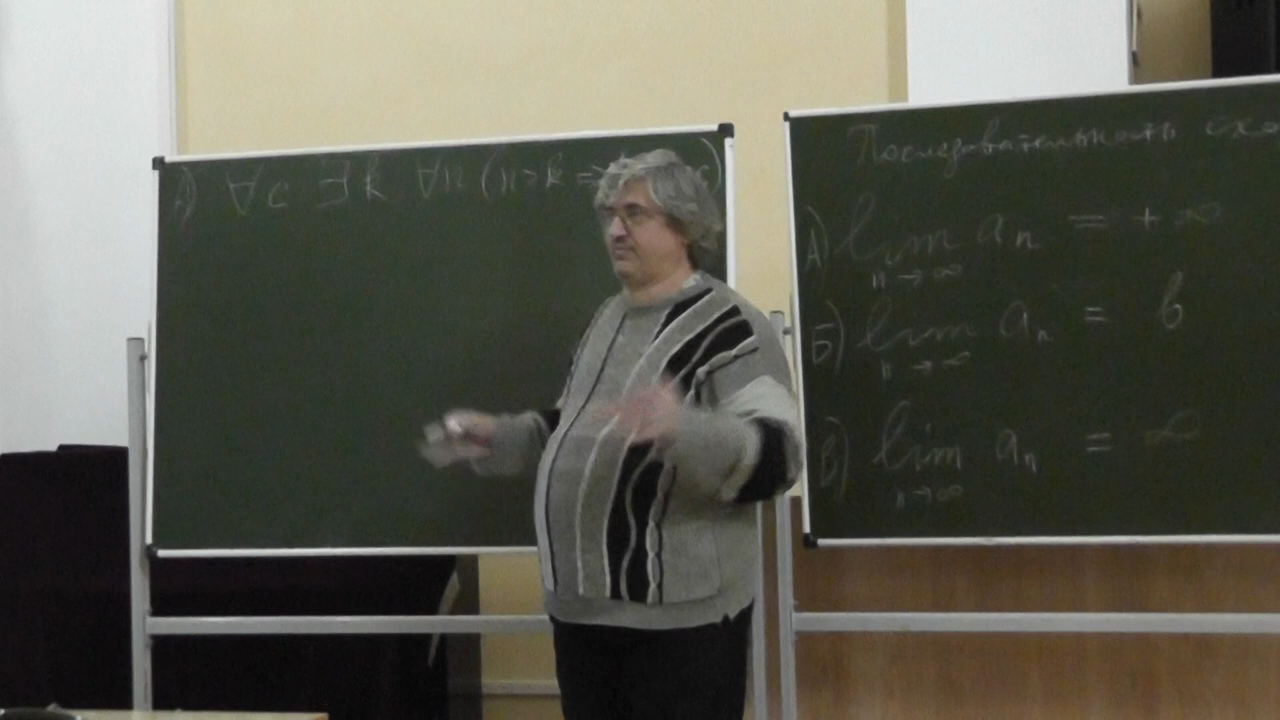 А) ∀c ∃k ∀n (n>k ⇒ c)
Последовательность схо
А) lim aₙ = + ∞
n → ∞
Б) lim aₙ = b
n → ∞
В) lim aₙ = ∞
n → ∞